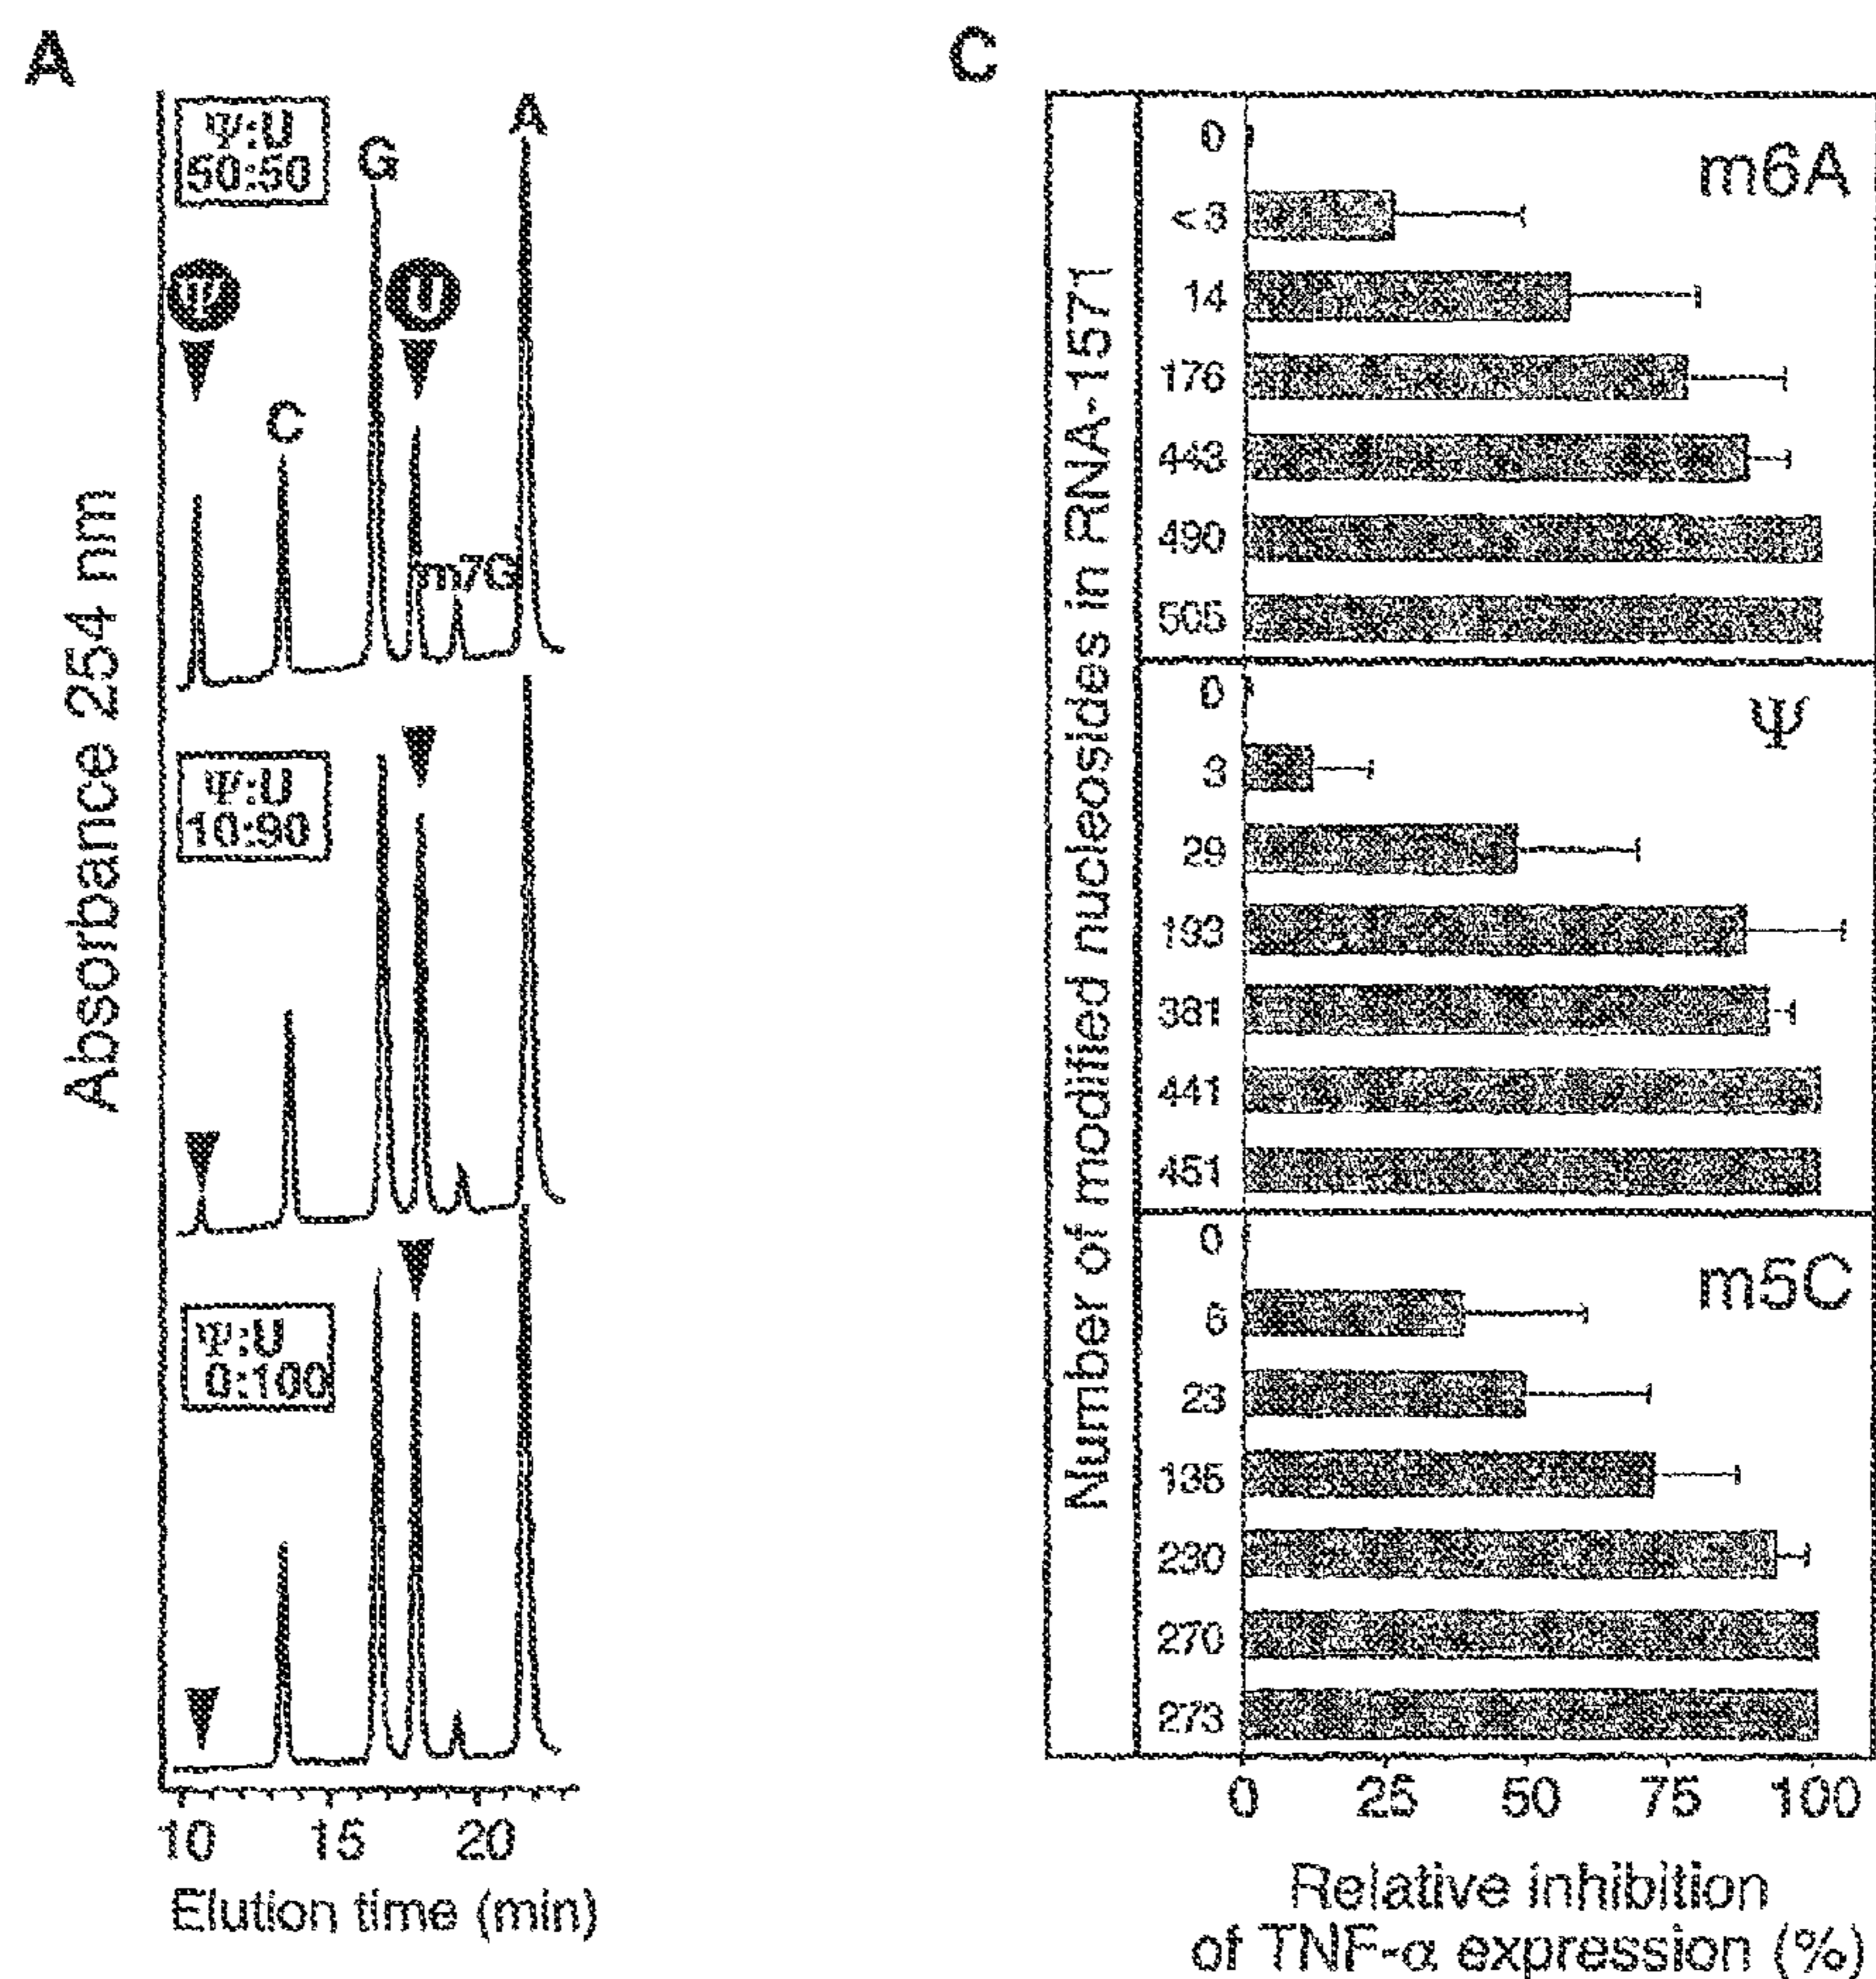 A
Absorbance 254 nm
Ψ:U
50:50
Ψ
U
C
G
m7G
A
Ψ:U
10:90
Ψ:U
0:100
10
15
20
Elution time (min)
C
Number of modified nucleosides in RNA-1571
m6A
0
<3
14
176
443
490
505
Ψ
0
3
29
193
381
441
451
m5C
0
6
23
135
230
270
273
0
25
50
75
100
Relative inhibition
of TNF-α expression (%)